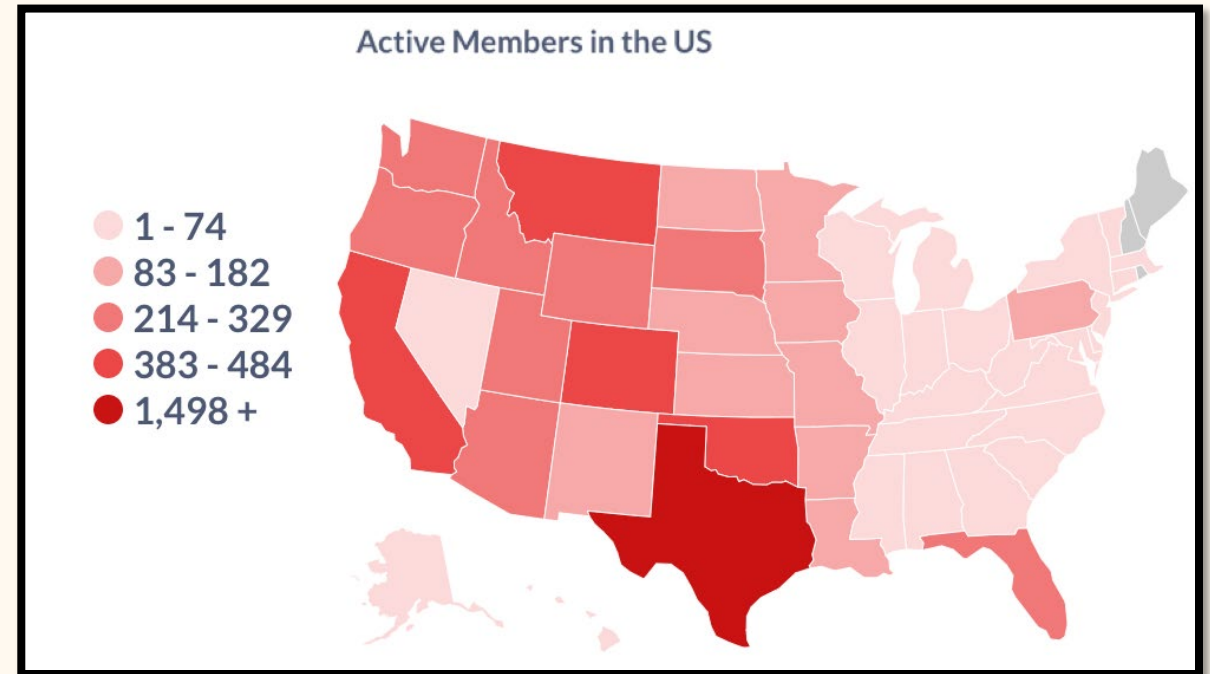 Active Members in the US
1 - 74
83 - 182
214 - 329
383 - 484
1,498 +